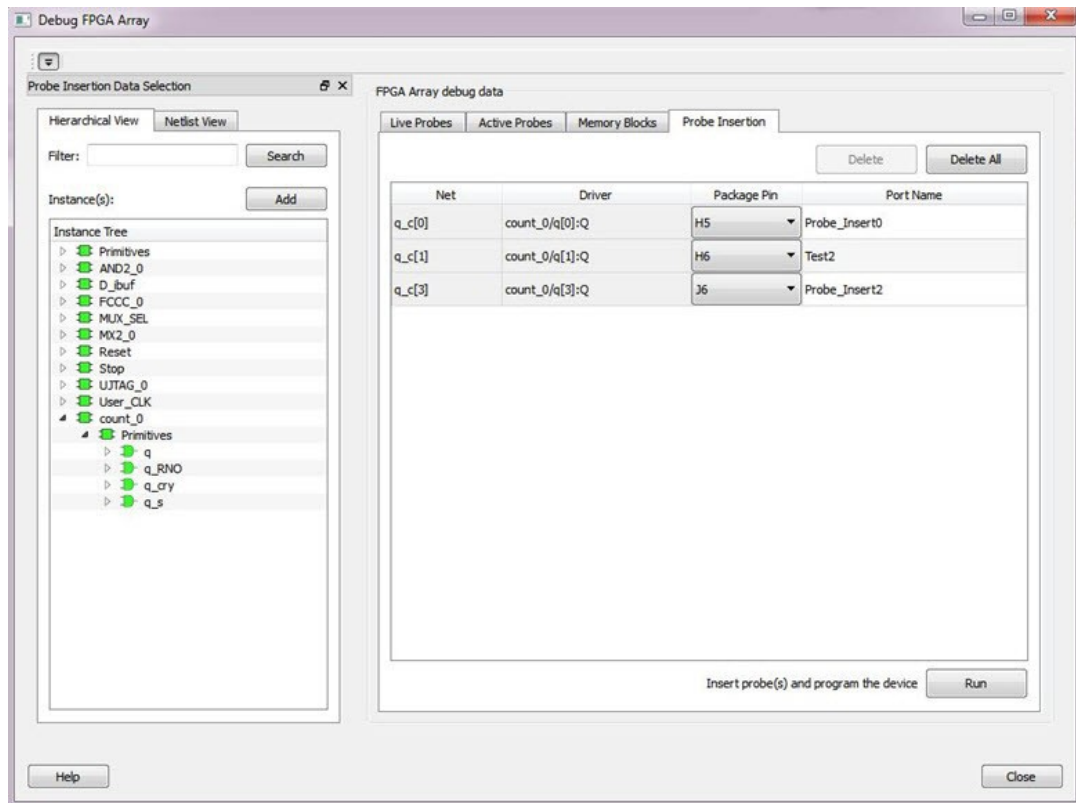 Debug FPGA Array
Probe Insertion Data Selection
Hierarchical View Netlist View
Filter: Search
Instance(s): Add
Instance Tree
Primitives
AND2_0
D_ibuf
FCCC_0
MUX_SEL
MX2_0
Reset
Stop
UJTAG_0
User_CLK
count_0
Primitives
q
q_RNO
q_cry
q_s
FPGA Array debug data
Live Probes Active Probes Memory Blocks Probe Insertion
Delete Delete All
Net Driver Package Pin Port Name
q_c[0] count_0/q[0]:Q H5 Probe_Insert0
q_c[1] count_0/q[1]:Q H6 Test2
q_c[3] count_0/q[3]:Q J6 Probe_Insert2
Insert probe(s) and program the device Run
Help Close